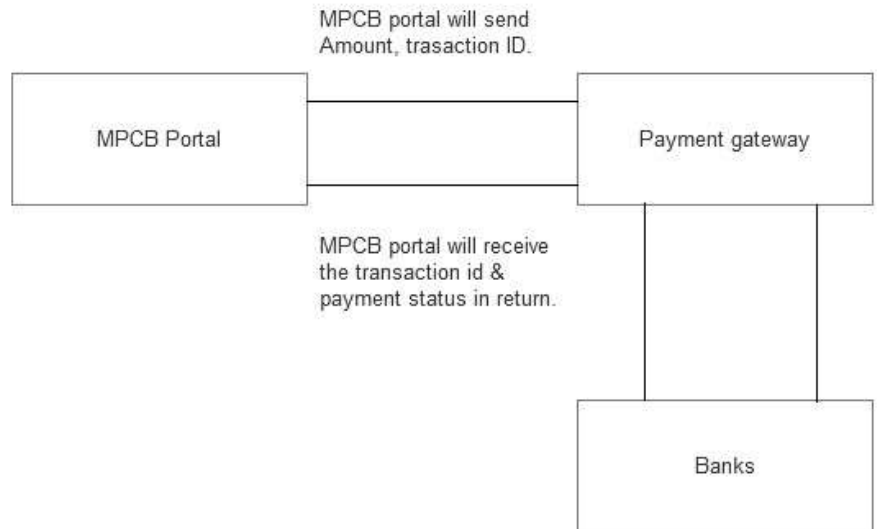 MPCB portal will send
Amount, trasaction ID.
MPCB Portal
Payment gateway
MPCB portal will receive
the transaction id &
payment status in return.
Banks